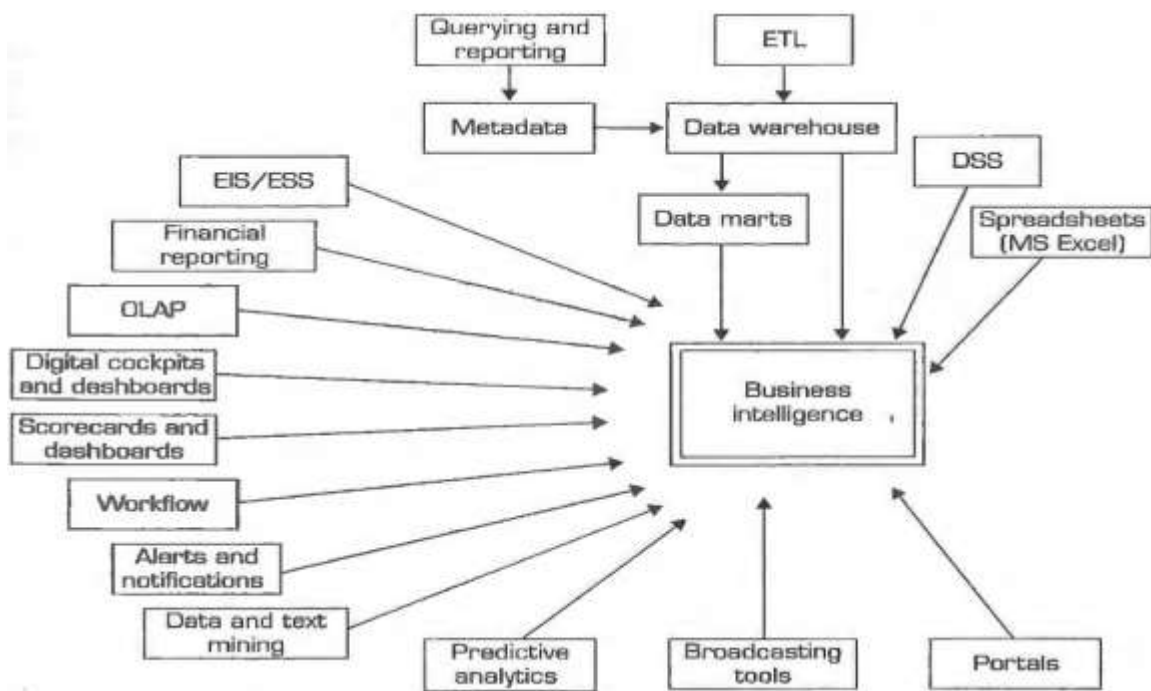 Querying and
reporting
ETL
Metadata
Data warehouse
DSS
EIS/ESS
Data marts
Spreadsheets
(MS Excel)
Financial
reporting
OLAP
Digital cockpits
and dashboards
Business
intelligence
Scorecards and
dashboards
Workflow
Alerts and
notifications
Data and text
mining
Predictive
analytics
Broadcasting
tools
Portals